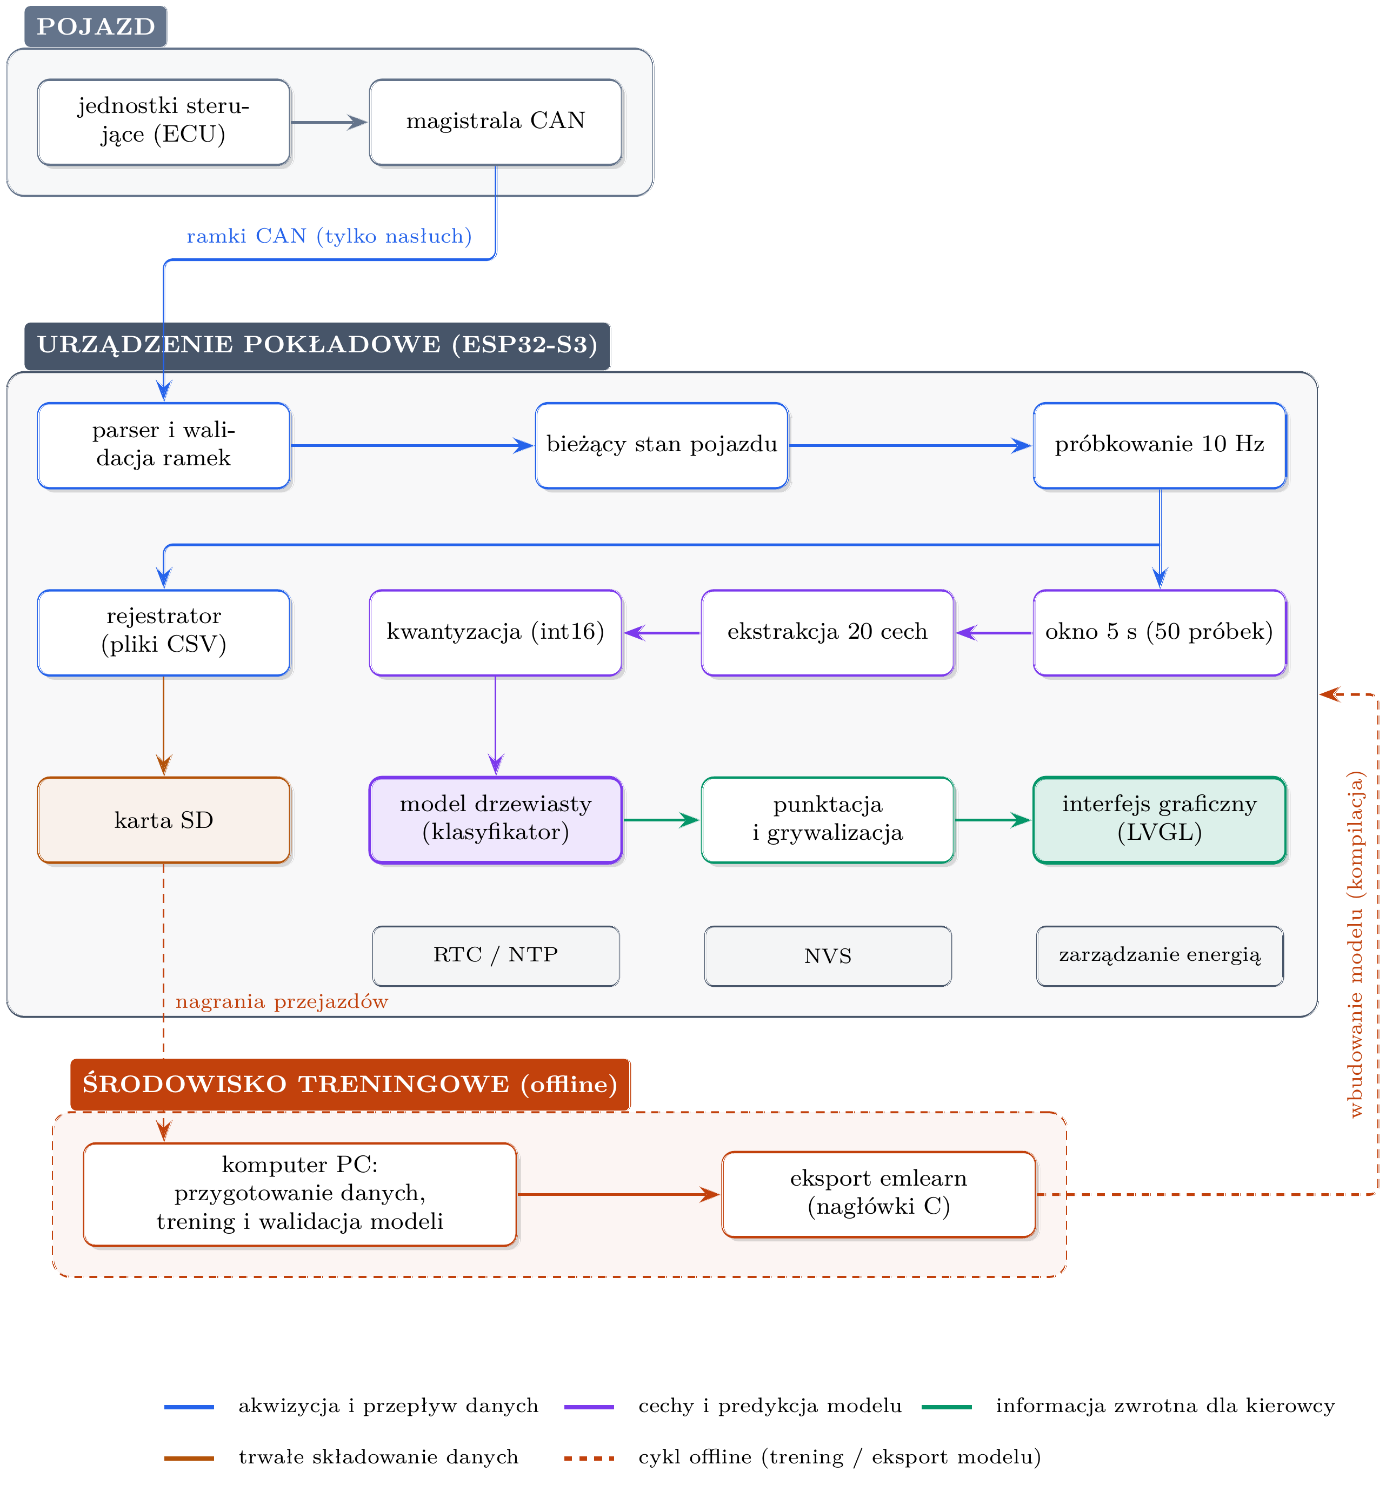 POJAZD
jednostki steru-
jące (ECU)
magistrala CAN
ramki CAN (tylko nasłuch)
URZĄDZENIE POKŁADOWE (ESP32-S3)
parser i wali-
dacja ramek
bieżący stan pojazdu
próbkowanie 10 Hz
rejestrator
(pliki CSV)
kwantyzacja (int16)
ekstrakcja 20 cech
okno 5 s (50 próbek)
karta SD
model drzewiasty
(klasyfikator)
punktacja
i grywalizacja
interfejs graficzny
(LVGL)
wbudowanie modelu (kompilacja)
RTC / NTP
NVS
zarządzanie energią
nagrania przejazdów
ŚRODOWISKO TRENINGOWE (offline)
komputer PC:
przygotowanie danych,
trening i walidacja modeli
eksport emlearn
(nagłówki C)
akwizycja i przepływ danych
cechy i predykcja modelu
informacja zwrotna dla kierowcy
trwałe składowanie danych
cykl offline (trening / eksport modelu)